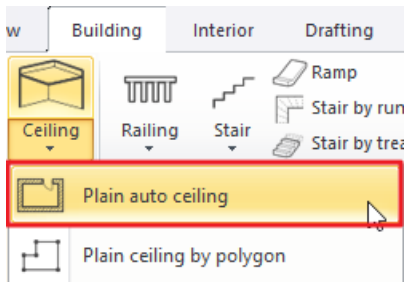 w Building Interior Drafting
Ceiling Railing Stair
Ramp
Stair by run
Stair by trea
Plain auto ceiling
Plain ceiling by polygon